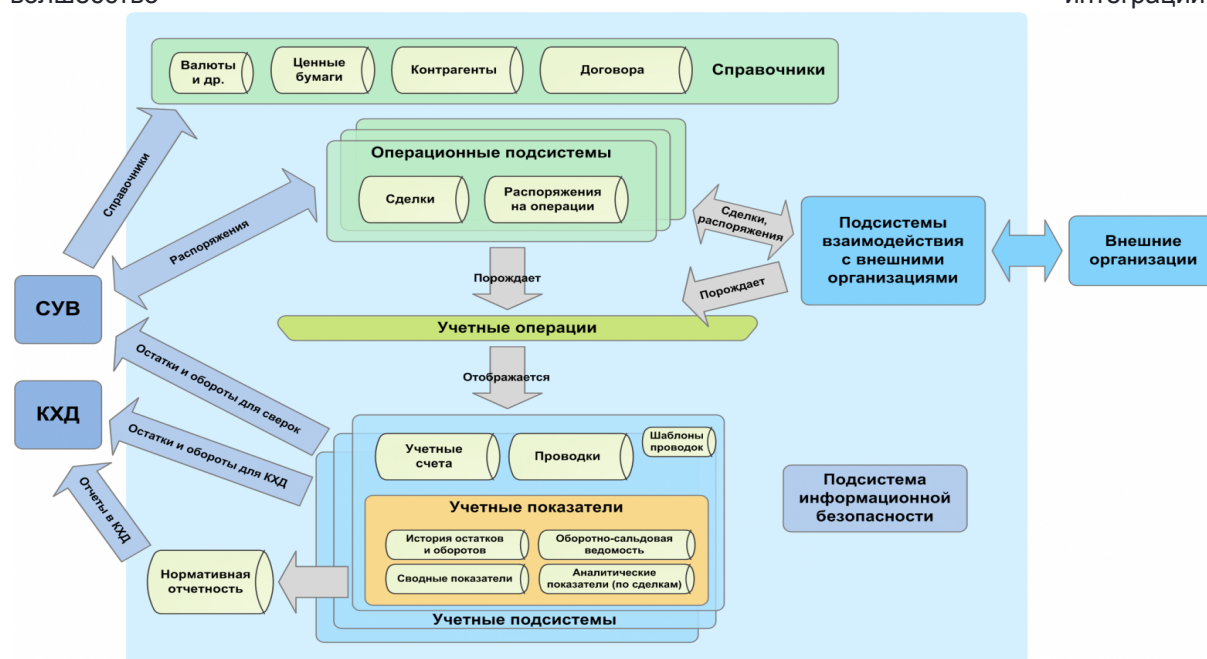 Валюты
и др.
Ценные
бумаги
Контрагенты
Договора
Справочники
Операционные подсистемы
Сделки
Распоряжения
на операции
Справочники
Распоряжения
Сделки,
распоряжения
Подсистемы
взаимодействия
с внешними
организациями
Внешние
организации
Порождает
Порождает
СУВ
Учетные операции
Отображается
Остатки и обороты для сверок
КХД
Остатки и обороты для КХД
Отчеты в КХД
Учетные
счета
Проводки
Шаблоны
проводок
Учетные показатели
История остатков
и оборотов
Оборотно-сальдовая
ведомость
Сводные показатели
Аналитические
показатели (по сделкам)
Учетные подсистемы
Нормативная
отчетность
Подсистема
информационной
безопасности